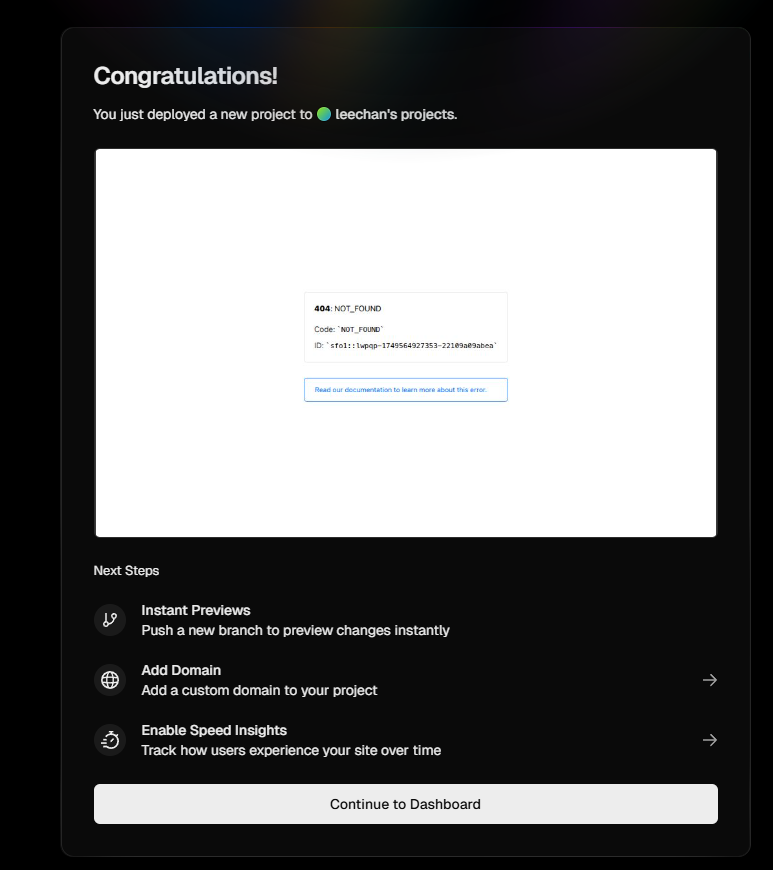 Congratulations!
You just deployed a new project to leechan's projects.
404: NOT_FOUND
Code: `NOT_FOUND`
ID: `sfo1::lwpqp-1749564927353-22109a09abea`
Read our documentation to learn more about this error.
Next Steps
Instant Previews
Push a new branch to preview changes instantly
Add Domain
Add a custom domain to your project
Enable Speed Insights
Track how users experience your site over time
Continue to Dashboard